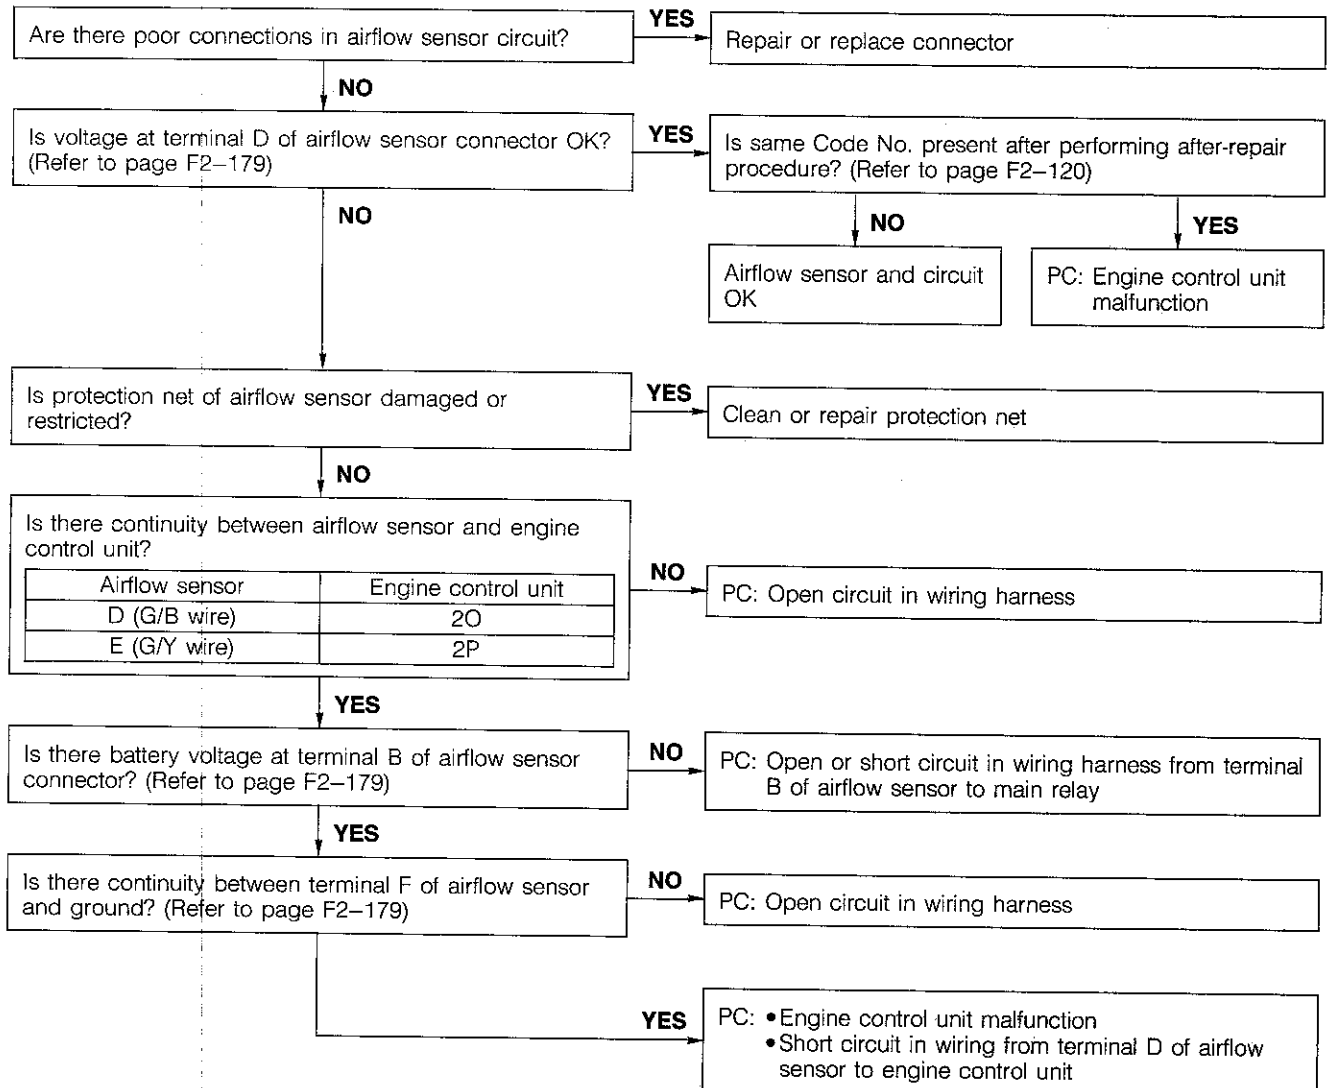 Are there poor connections in airflow sensor circuit?
YES
Repair or replace connector
NO
Is voltage at terminal D of airflow sensor connector OK?
(Refer to page F2–179)
YES
Is same Code No. present after performing after-repair
procedure? (Refer to page F2–120)
NO
NO
YES
Airflow sensor and circuit
OK
PC: Engine control unit
malfunction
Is protection net of airflow sensor damaged or
restricted?
YES
Clean or repair protection net
NO
Is there continuity between airflow sensor and engine
control unit?
Airflow sensor Engine control unit
D (G/B wire) 2O
E (G/Y wire) 2P
NO
PC: Open circuit in wiring harness
YES
Is there battery voltage at terminal B of airflow sensor
connector? (Refer to page F2–179)
NO
PC: Open or short circuit in wiring harness from terminal
B of airflow sensor to main relay
YES
Is there continuity between terminal F of airflow sensor
and ground? (Refer to page F2–179)
NO
PC: Open circuit in wiring harness
YES
PC: •Engine control unit malfunction
•Short circuit in wiring from terminal D of airflow
sensor to engine control unit